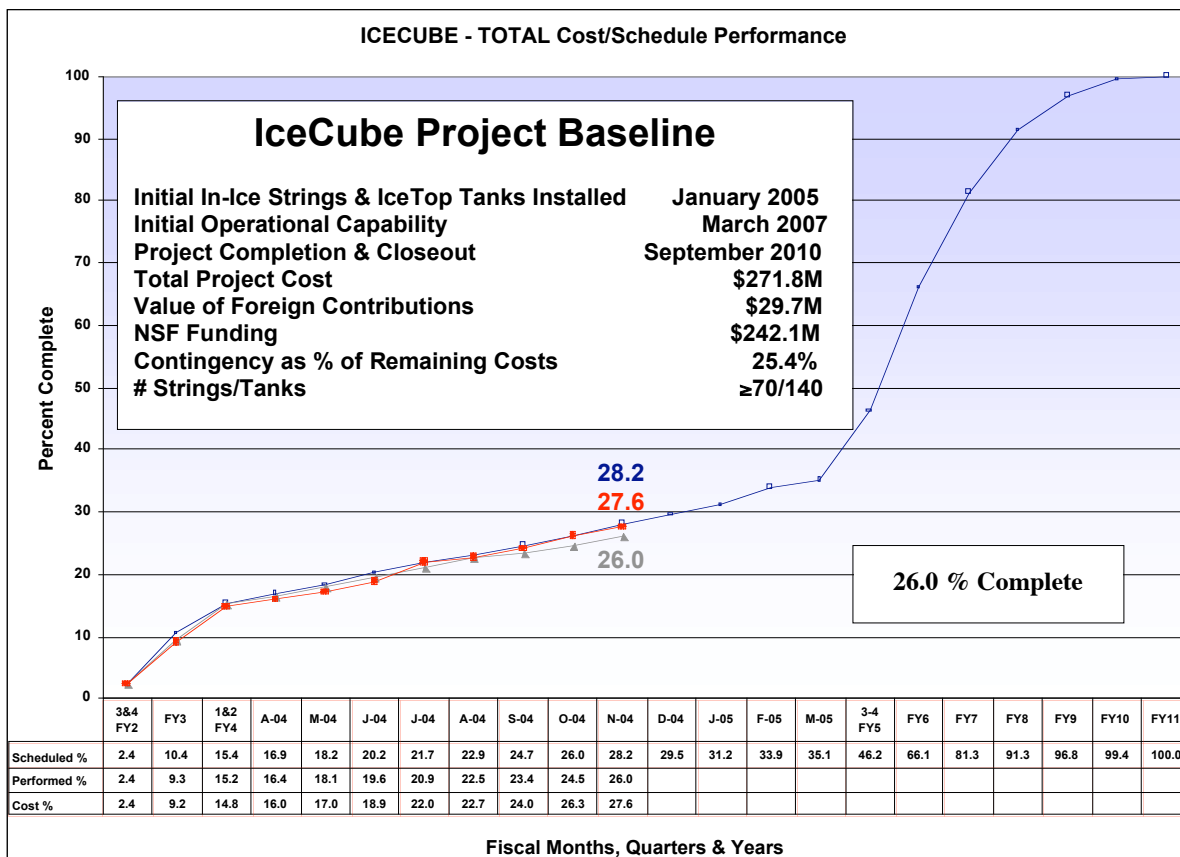 ICECUBE - TOTAL Cost/Schedule Performance
IceCube Project Baseline
Initial In-Ice Strings & IceTop Tanks Installed January 2005
Initial Operational Capability March 2007
Project Completion & Closeout September 2010
Total Project Cost $271.8M
Value of Foreign Contributions $29.7M
NSF Funding $242.1M
Contingency as % of Remaining Costs 25.4%
# Strings/Tanks ≥70/140
Percent Complete
100
90
80
70
60
50
40
30
20
10
0
28.2
27.6
26.0
26.0 % Complete
3&4 FY2 FY3 1&2 FY4 A-04 M-04 J-04 J-04 A-04 S-04 O-04 N-04 D-04 J-05 F-05 M-05 3-4 FY5 FY6 FY7 FY8 FY9 FY10 FY11
Scheduled % 2.4 10.4 15.4 16.9 18.2 20.2 21.7 22.9 24.7 26.0 28.2 29.5 31.2 33.9 35.1 46.2 66.1 81.3 91.3 96.8 99.4 100.0
Performed % 2.4 9.3 15.2 16.4 18.1 19.6 20.9 22.5 23.4 24.5 26.0
Cost % 2.4 9.2 14.8 16.0 17.0 18.9 22.0 22.7 24.0 26.3 27.6
Fiscal Months, Quarters & Years